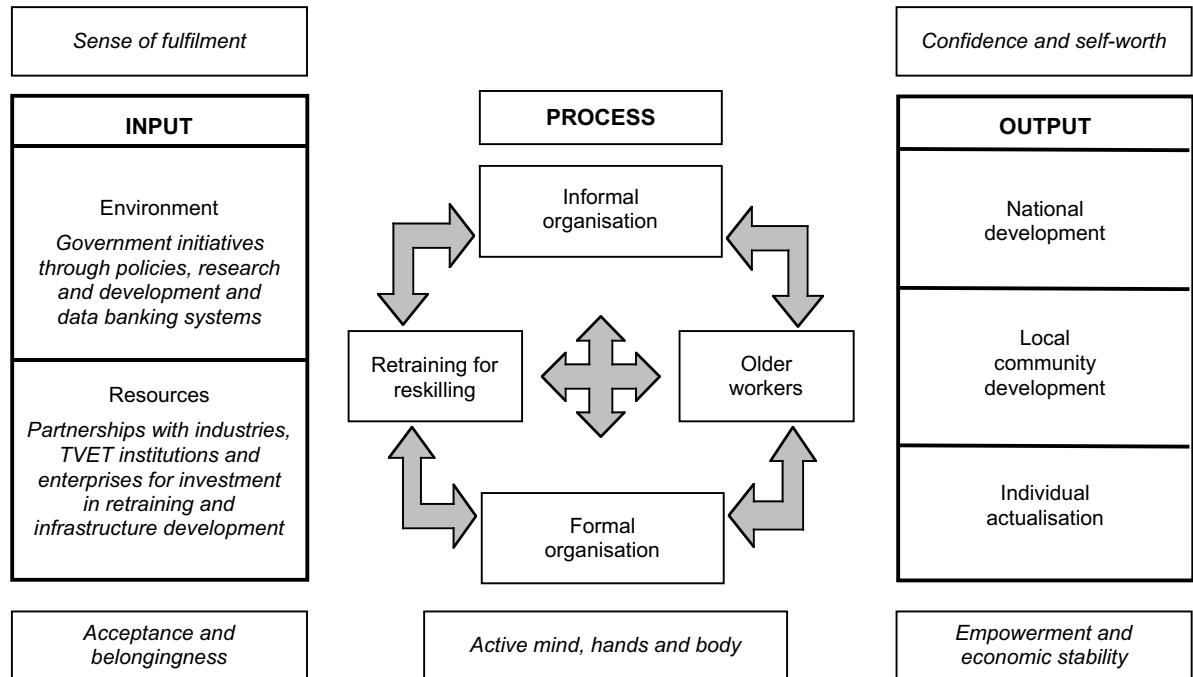 Sense of fulfilment
Confidence and self-worth
INPUT
Environment
Government initiatives
through policies, research
and development and
data banking systems
Resources
Partnerships with industries,
TVET institutions and
enterprises for investment
in retraining and
infrastructure development
PROCESS
Informal
organisation
Retraining for
reskilling
Older
workers
Formal
organisation
OUTPUT
National
development
Local
community
development
Individual
actualisation
Acceptance and
belongingness
Active mind, hands and body
Empowerment and
economic stability